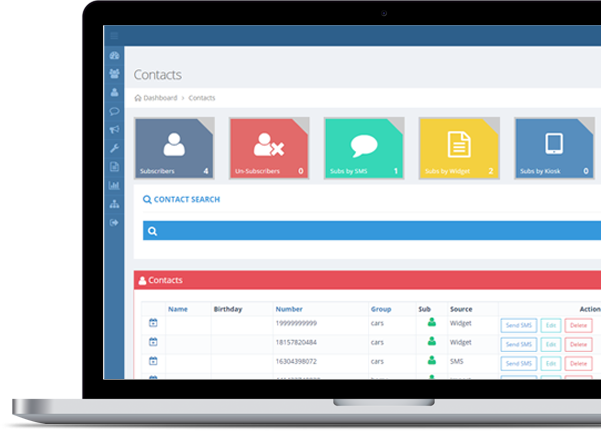 Contacts
Dashboard > Contacts
Subscribers 4
Un-Subscribers 0
Subs by SMS 1
Subs by Widget 2
Subs by Kiosk 0
CONTACT SEARCH
Contacts
Name Birthday Number Group Sub Source Action
19999999999 cars Widget Send SMS Edit Delete
18157820484 cars Widget Send SMS Edit Delete
16304398072 cars SMS Send SMS Edit Delete